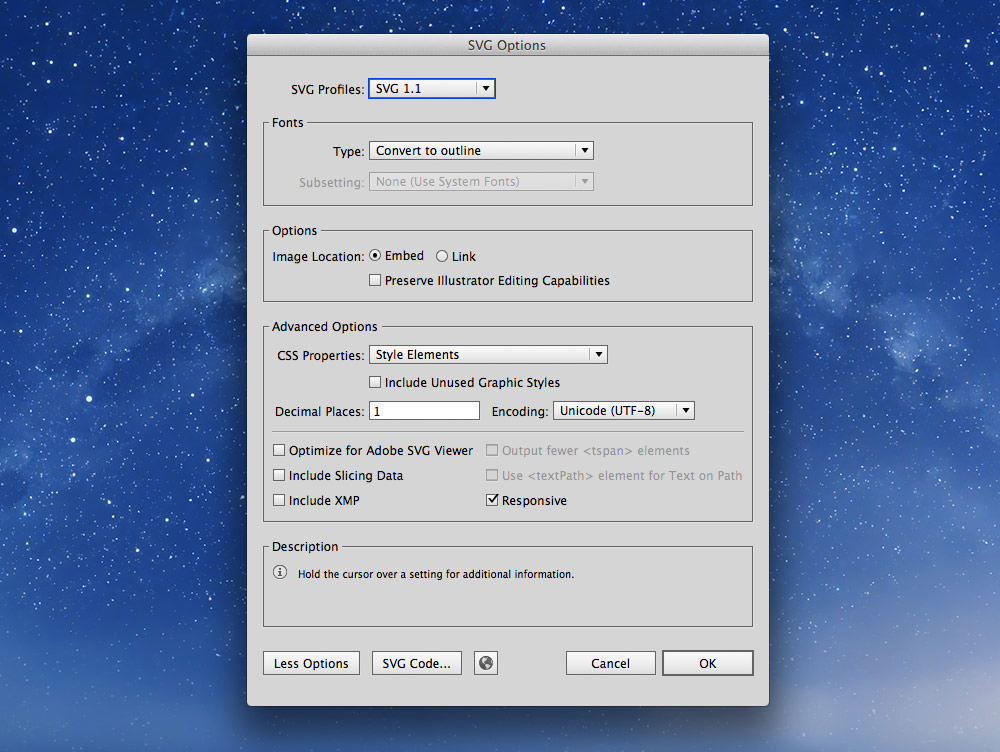 SVG Options
SVG Profiles: SVG 1.1
Fonts
Type: Convert to outline
Subsetting: None (Use System Fonts)
Options
Image Location: Embed Link
Preserve Illustrator Editing Capabilities
Advanced Options
CSS Properties: Style Elements
Include Unused Graphic Styles
Decimal Places: 1 Encoding: Unicode (UTF-8)
Optimize for Adobe SVG Viewer Output fewer <tspan> elements
Include Slicing Data Use <textPath> element for Text on Path
Include XMP Responsive
Description
Hold the cursor over a setting for additional information.
Less Options SVG Code... Cancel OK